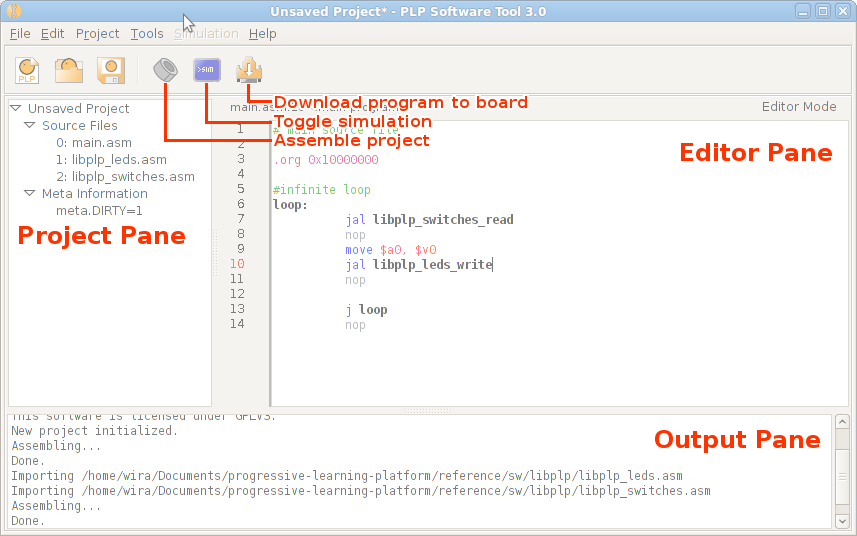 Unsaved Project* - PLP Software Tool 3.0
File Edit Project Tools Simulation Help
PLP >SIM
Download program to board
Toggle simulation
Assemble project
Unsaved Project
Source Files
0: main.asm
1: libplp_leds.asm
2: libplp_switches.asm
Meta Information
meta.DIRTY=1
Project Pane
main.asm
Editor Mode
Editor Pane
1 # main source file
2
3 .org 0x10000000
4
5 #infinite loop
6 loop:
7 jal libplp_switches_read
8 nop
9 move $a0, $v0
10 jal libplp_leds_write
11 nop
12
13 j loop
14 nop
This software is licensed under GPLv3.
New project initialized.
Assembling...
Done.
Importing /home/wira/Documents/progressive-learning-platform/reference/sw/libplp/libplp_leds.asm
Importing /home/wira/Documents/progressive-learning-platform/reference/sw/libplp/libplp_switches.asm
Assembling...
Done.
Output Pane